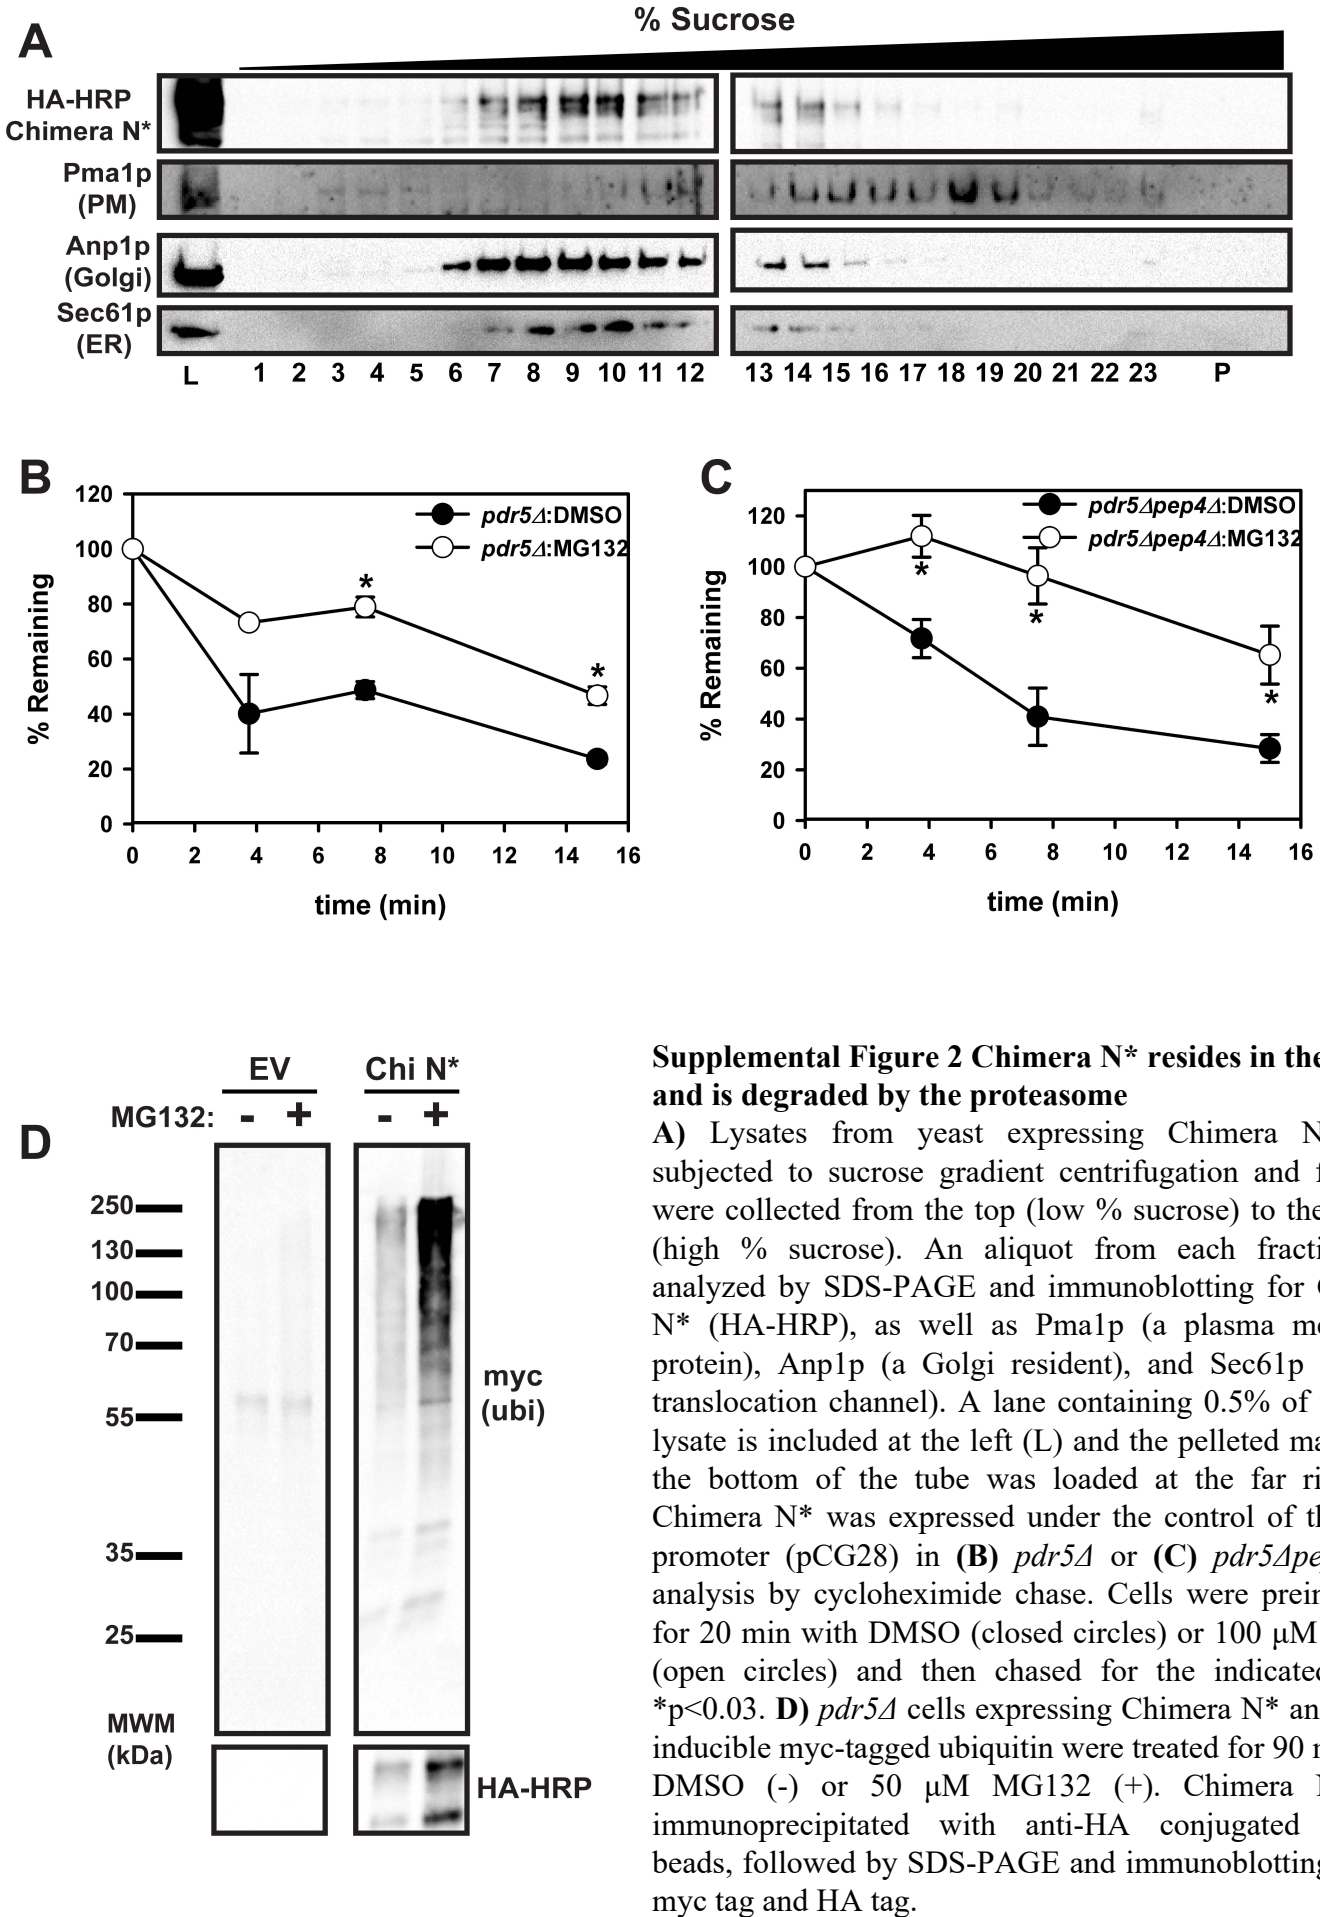 A
% Sucrose
HA-HRP
Chimera N*
Pma1p
(PM)
Anp1p
(Golgi)
Sec61p
(ER)
L 1 2 3 4 5 6 7 8 9 10 11 12 13 14 15 16 17 18 19 20 21 22 23 P
B
120
100
80
60
40
20
0
% Remaining
pdr5Δ:DMSO
pdr5Δ:MG132
*
*
0 2 4 6 8 10 12 14 16
time (min)
C
120
100
80
60
40
20
0
% Remaining
pdr5Δpep4Δ:DMSO
pdr5Δpep4Δ:MG132
*
*
*
0 2 4 6 8 10 12 14 16
time (min)
D
EV Chi N*
MG132: - + - +
250
130
100
70
55
35
25
MWM
(kDa)
myc
(ubi)
HA-HRP
Supplemental Figure 2 Chimera N* resides in the
and is degraded by the proteasome
A) Lysates from yeast expressing Chimera N
subjected to sucrose gradient centrifugation and f
were collected from the top (low % sucrose) to the
(high % sucrose). An aliquot from each fracti
analyzed by SDS-PAGE and immunoblotting for
N* (HA-HRP), as well as Pma1p (a plasma m
protein), Anp1p (a Golgi resident), and Sec61p
translocation channel). A lane containing 0.5% of
lysate is included at the left (L) and the pelleted ma
the bottom of the tube was loaded at the far ri
Chimera N* was expressed under the control of th
promoter (pCG28) in (B) pdr5Δ or (C) pdr5Δpe
analysis by cycloheximide chase. Cells were prein
for 20 min with DMSO (closed circles) or 100 μM
(open circles) and then chased for the indicated
*p<0.03. D) pdr5Δ cells expressing Chimera N* an
inducible myc-tagged ubiquitin were treated for 90
DMSO (-) or 50 μM MG132 (+). Chimera
immunoprecipitated with anti-HA conjugated
beads, followed by SDS-PAGE and immunoblotting
myc tag and HA tag.